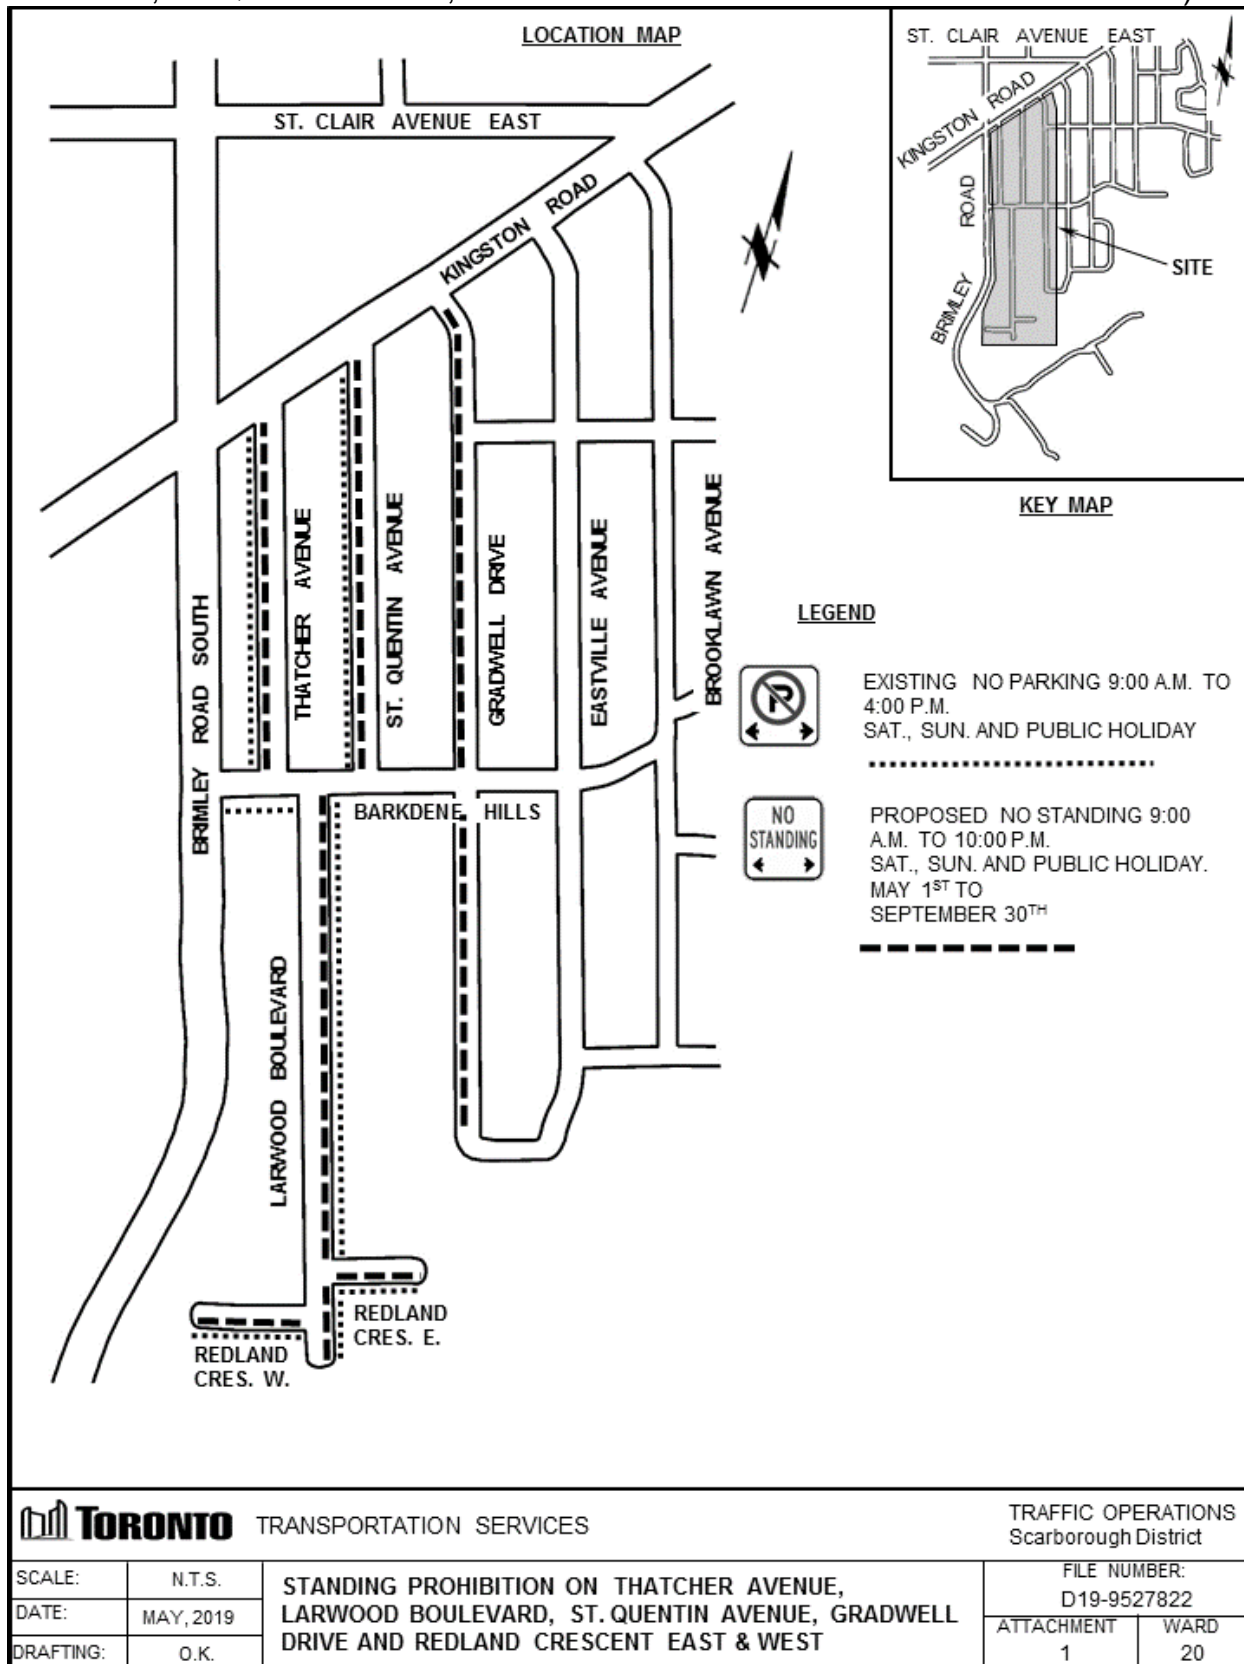 LOCATION MAP
ST. CLAIR AVENUE EAST
KINGSTON ROAD
THATCHER AVENUE
ST. QUENTIN AVENUE
GRADWELL DRIVE
EASTVILLE AVENUE
BROOKLAWN AVENUE
BRIMLEY ROAD SOUTH
BARKDENE HILLS
LARWOOD BOULEVARD
REDLAND
CRES. E.
REDLAND
CRES. W.
ST. CLAIR AVENUE EAST
KINGSTON ROAD
BRIMLEY ROAD
SITE
KEY MAP
LEGEND
P
EXISTING NO PARKING 9:00 A.M. TO
4:00 P.M.
SAT., SUN. AND PUBLIC HOLIDAY
NO
STANDING
PROPOSED NO STANDING 9:00
A.M. TO 10:00 P.M.
SAT., SUN. AND PUBLIC HOLIDAY.
MAY 1ST TO
SEPTEMBER 30TH
TORONTO TRANSPORTATION SERVICES
TRAFFIC OPERATIONS
Scarborough District
SCALE: N.T.S.
DATE: MAY, 2019
DRAFTING: O.K.
STANDING PROHIBITION ON THATCHER AVENUE,
LARWOOD BOULEVARD, ST. QUENTIN AVENUE, GRADWELL
DRIVE AND REDLAND CRESCENT EAST & WEST
FILE NUMBER:
D19-9527822
ATTACHMENT
1
WARD
20